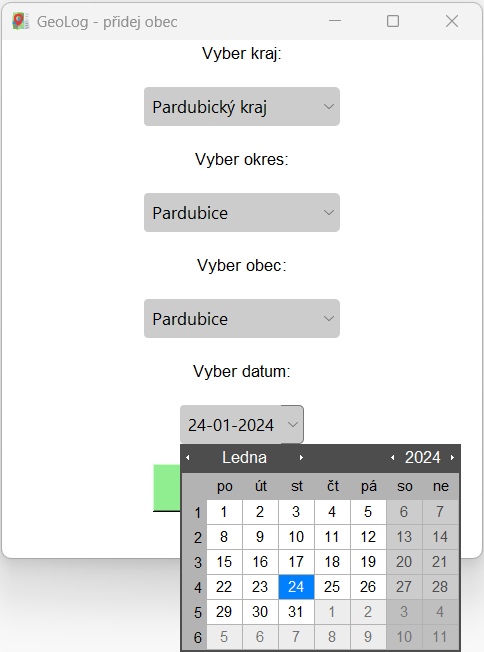 GeoLog - přidej obec
Vyber kraj:
Pardubický kraj
Vyber okres:
Pardubice
Vyber obec:
Pardubice
Vyber datum:
24-01-2024
Ledna 2024
po út st čt pá so ne
1 1 2 3 4 5 6 7
2 8 9 10 11 12 13 14
3 15 16 17 18 19 20 21
4 22 23 24 25 26 27 28
5 29 30 31 1 2 3 4
6 5 6 7 8 9 10 11